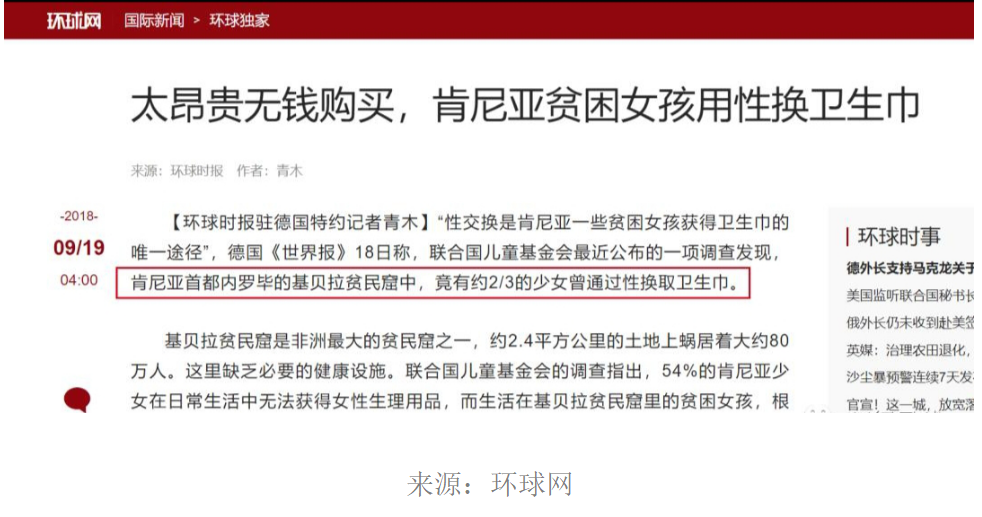 环球网 国际新闻 > 环球独家
太昂贵无钱购买，肯尼亚贫困女孩用性换卫生巾
来源：环球时报 作者：青木
-2018-
09/19
04:00
【环球时报驻德国特约记者青木】“性交换是肯尼亚一些贫困女孩获得卫生巾的
唯一途径”，德国《世界报》18日称，联合国儿童基金会最近公布的一项调查发现，
肯尼亚首都内罗毕的基贝拉贫民窟中，竟有约2/3的少女曾通过性换取卫生巾。
基贝拉贫民窟是非洲最大的贫民窟之一，约2.4平方公里的土地上蜗居着大约80
万人。这里缺乏必要的健康设施。联合国儿童基金会的调查指出，54%的肯尼亚少
女在日常生活中无法获得女性生理用品，而生活在基贝拉贫民窟里的贫困女孩，根
环球时事
德外长支持马克龙关于
美国监听联合国秘书长
俄外长仍未收到赴美签
英媒：治理农田退化，
沙尘暴预警连续7天发
官宣！这一城，放宽落
来源：环球网